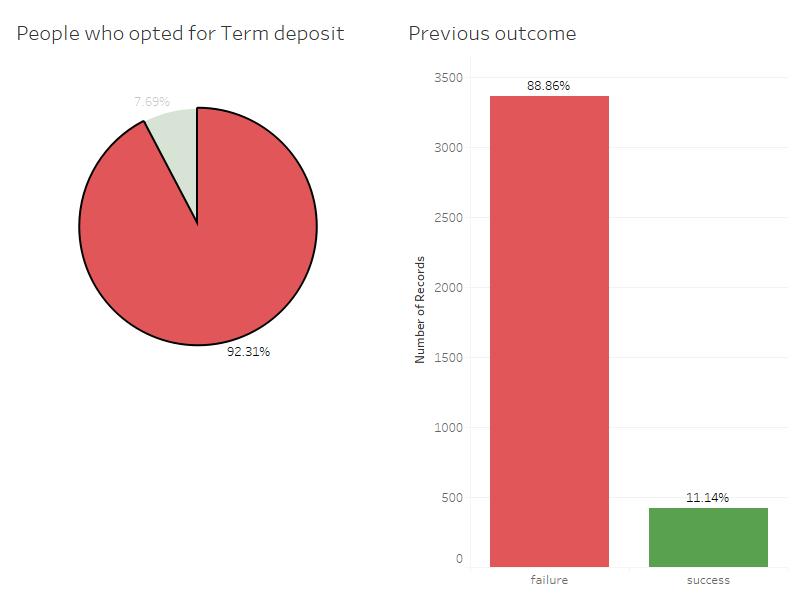 People who opted for Term deposit
7.69%
92.31%
Previous outcome
Number of Records
3500
3000
2500
2000
1500
1000
500
0
88.86%
11.14%
failure
success